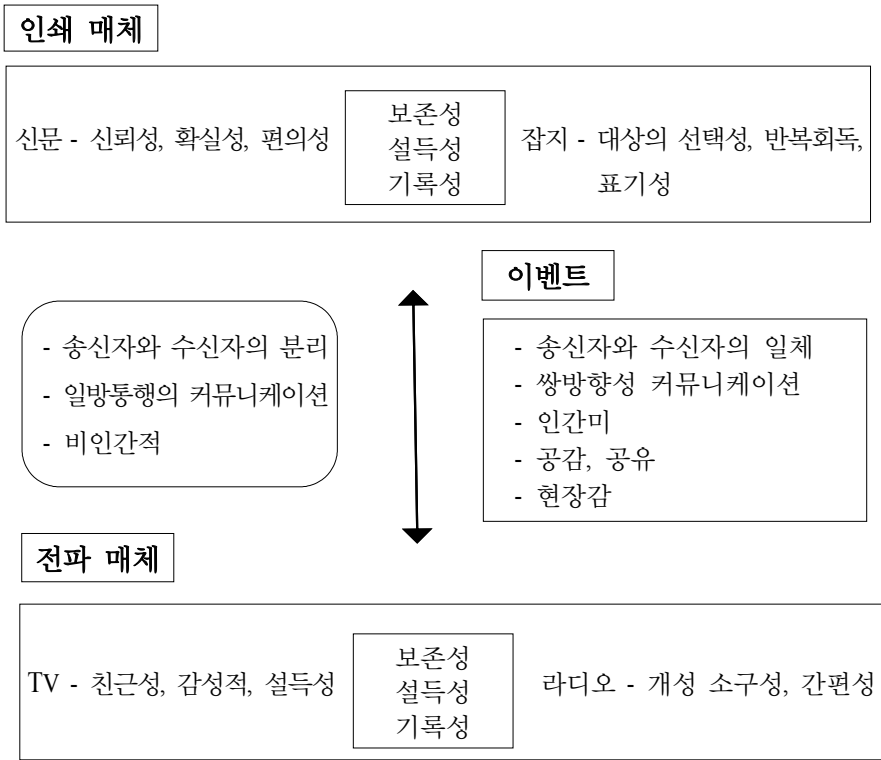 인쇄 매체
신문 - 신뢰성, 확실성, 편의성
보존성
설득성
기록성
잡지 - 대상의 선택성, 반복회독,
표기성
이벤트
- 송신자와 수신자의 분리
- 일방통행의 커뮤니케이션
- 비인간적
- 송신자와 수신자의 일체
- 쌍방향성 커뮤니케이션
- 인간미
- 공감, 공유
- 현장감
전파 매체
TV - 친근성, 감성적, 설득성
보존성
설득성
기록성
라디오 - 개성 소구성, 간편성